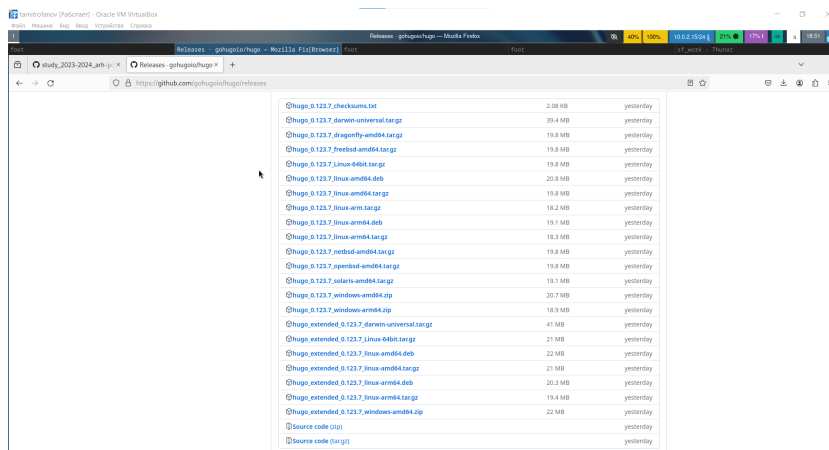 tamitrofanov [Работает] - Oracle VM VirtualBox
Файл Машина Вид Ввод Устройства Справка
1 Releases · gohugoio/hugo — Mozilla Firefox 40% 100% 10.0.2.15/24 21% 17% 18:51
foot Releases · gohugoio/hugo — Mozilla Fir[Browser] foot foot sf_work - Thunar
study_2023-2024_arh-p × Releases · gohugoio/hugo × +
https://github.com/gohugoio/hugo/releases
hugo_0.123.7_checksums.txt 2.08 KB yesterday
hugo_0.123.7_darwin-universal.tar.gz 39.4 MB yesterday
hugo_0.123.7_dragonfly-amd64.tar.gz 19.8 MB yesterday
hugo_0.123.7_freebsd-amd64.tar.gz 19.8 MB yesterday
hugo_0.123.7_Linux-64bit.tar.gz 19.8 MB yesterday
hugo_0.123.7_linux-amd64.deb 20.8 MB yesterday
hugo_0.123.7_linux-amd64.tar.gz 19.8 MB yesterday
hugo_0.123.7_linux-arm.tar.gz 18.2 MB yesterday
hugo_0.123.7_linux-arm64.deb 19.1 MB yesterday
hugo_0.123.7_linux-arm64.tar.gz 18.3 MB yesterday
hugo_0.123.7_netbsd-amd64.tar.gz 19.8 MB yesterday
hugo_0.123.7_openbsd-amd64.tar.gz 19.8 MB yesterday
hugo_0.123.7_solaris-amd64.tar.gz 19.1 MB yesterday
hugo_0.123.7_windows-amd64.zip 20.7 MB yesterday
hugo_0.123.7_windows-arm64.zip 18.9 MB yesterday
hugo_extended_0.123.7_darwin-universal.tar.gz 41 MB yesterday
hugo_extended_0.123.7_Linux-64bit.tar.gz 21 MB yesterday
hugo_extended_0.123.7_linux-amd64.deb 22 MB yesterday
hugo_extended_0.123.7_linux-amd64.tar.gz 21 MB yesterday
hugo_extended_0.123.7_linux-arm64.deb 20.3 MB yesterday
hugo_extended_0.123.7_linux-arm64.tar.gz 19.4 MB yesterday
hugo_extended_0.123.7_windows-amd64.zip 22 MB yesterday
Source code (zip) yesterday
Source code (tar.gz) yesterday